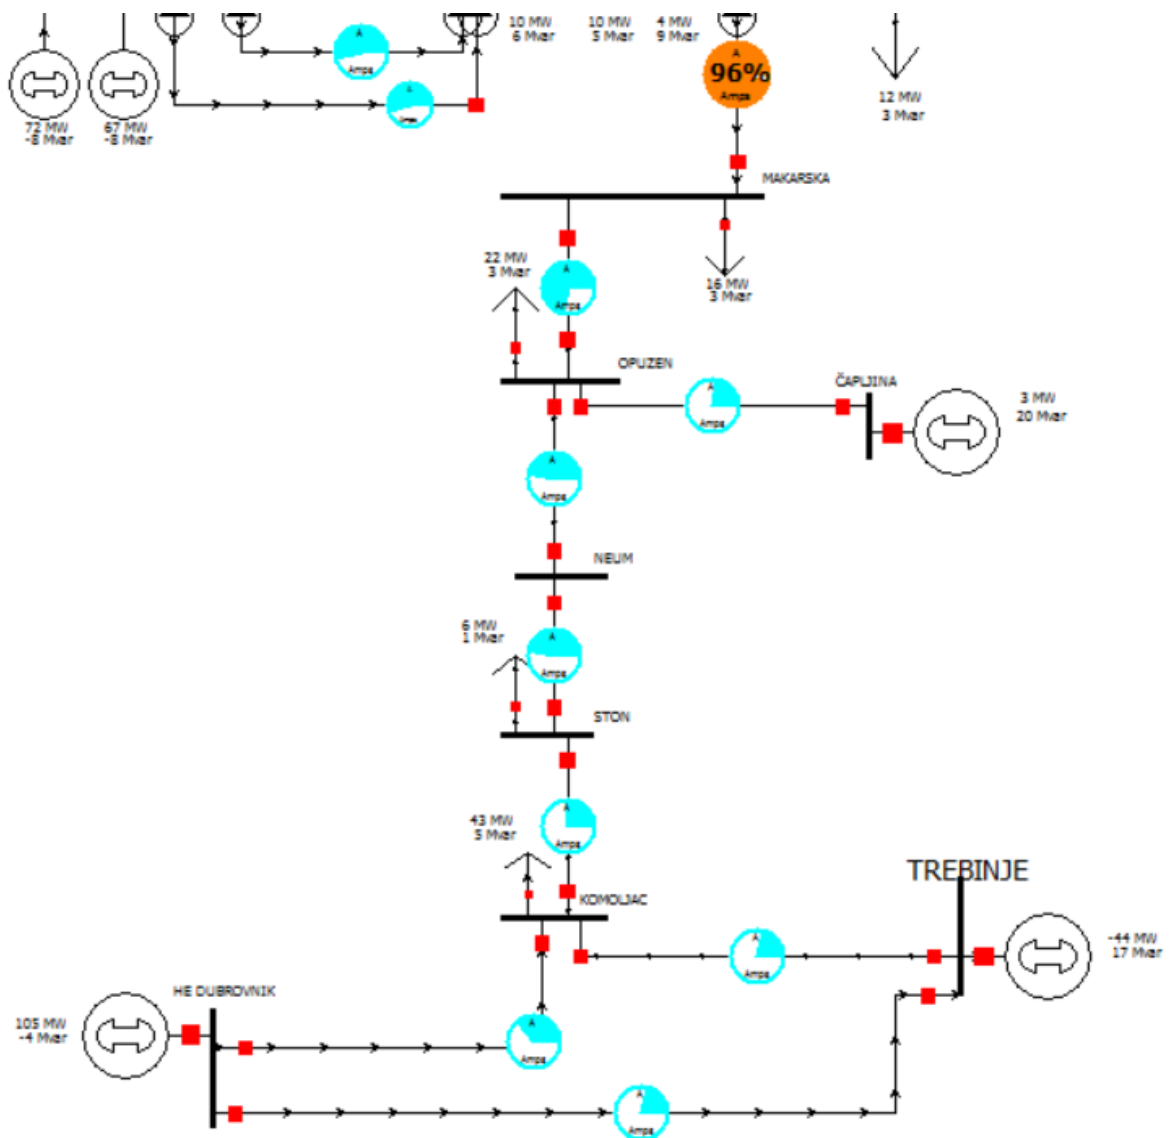 10 MW
6 Mvar
10 MW
5 Mvar
4 MW
9 Mvar
A
Amps
A
Amps
A
96%
Amps
72 MW
-8 Mvar
67 MW
-8 Mvar
12 MW
3 Mvar
MAKARSKA
22 MW
3 Mvar
A
Amps
16 MW
3 Mvar
OPUZEN
A
Amps
ČAPLJINA
3 MW
20 Mvar
A
Amps
NEUM
6 MW
1 Mvar
A
Amps
STON
43 MW
5 Mvar
A
Amps
KOMOLJAC
TREBINJE
A
Amps
-44 MW
17 Mvar
HE DUBROVNIK
105 MW
-4 Mvar
A
Amps
A
Amps